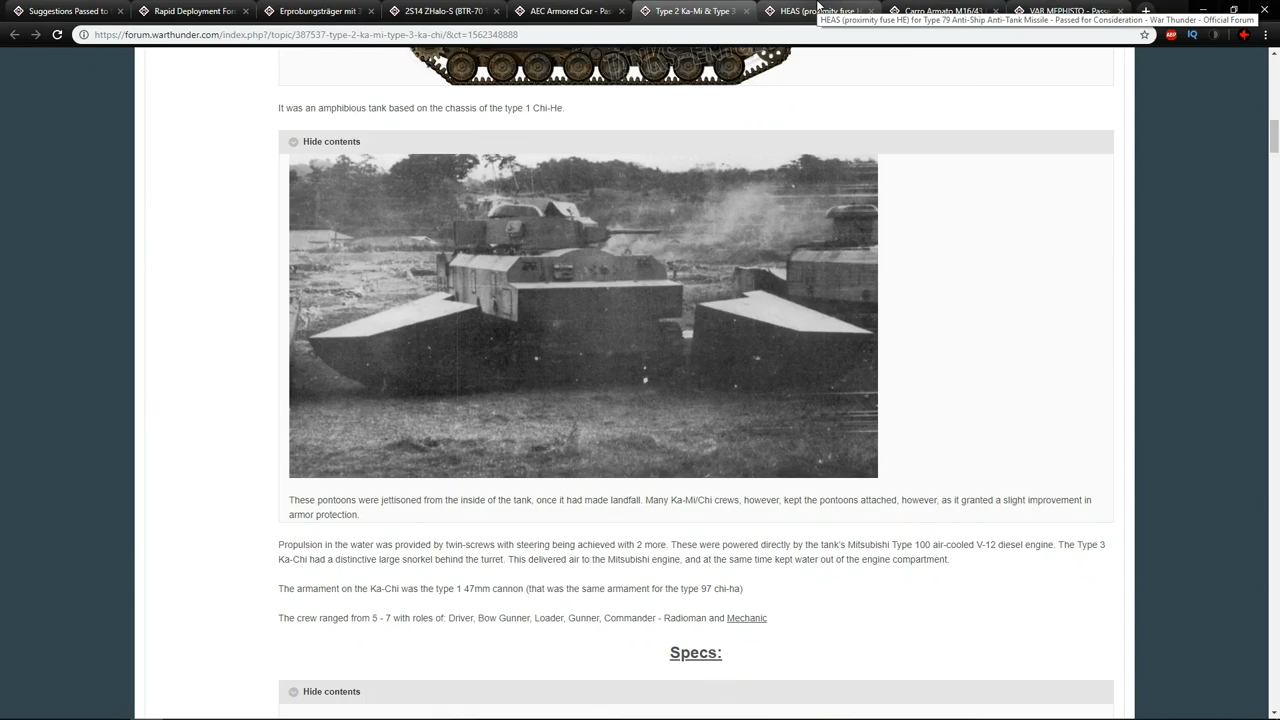 Suggestions Passed to
Rapid Deployment For
Erprobungsträger mit 3
2S14 ZHalo-S (BTR-70
AEC Armored Car - Pas
Type 2 Ka-Mi & Type 3
HEAS (proximity fuse H
Carro Armato M16/43
VAB MEPHISTO - Passe
HEAS (proximity fuse HE) for Type 79 Anti-Ship Anti-Tank Missile - Passed for Consideration - War Thunder - Official Forum
https://forum.warthunder.com/index.php?/topic/387537-type-2-ka-mi-type-3-ka-chi/&ct=1562348888
ABP
IQ
It was an amphibious tank based on the chassis of the type 1 Chi-He.
Hide contents
These pontoons were jettisoned from the inside of the tank, once it had made landfall. Many Ka-Mi/Chi crews, however, kept the pontoons attached, however, as it granted a slight improvement in
armor protection.
Propulsion in the water was provided by twin-screws with steering being achieved with 2 more. These were powered directly by the tank's Mitsubishi Type 100 air-cooled V-12 diesel engine. The Type 3
Ka-Chi had a distinctive large snorkel behind the turret. This delivered air to the Mitsubishi engine, and at the same time kept water out of the engine compartment.
The armament on the Ka-Chi was the type 1 47mm cannon (that was the same armament for the type 97 chi-ha)
The crew ranged from 5 - 7 with roles of: Driver, Bow Gunner, Loader, Gunner, Commander - Radioman and Mechanic
Specs:
Hide contents